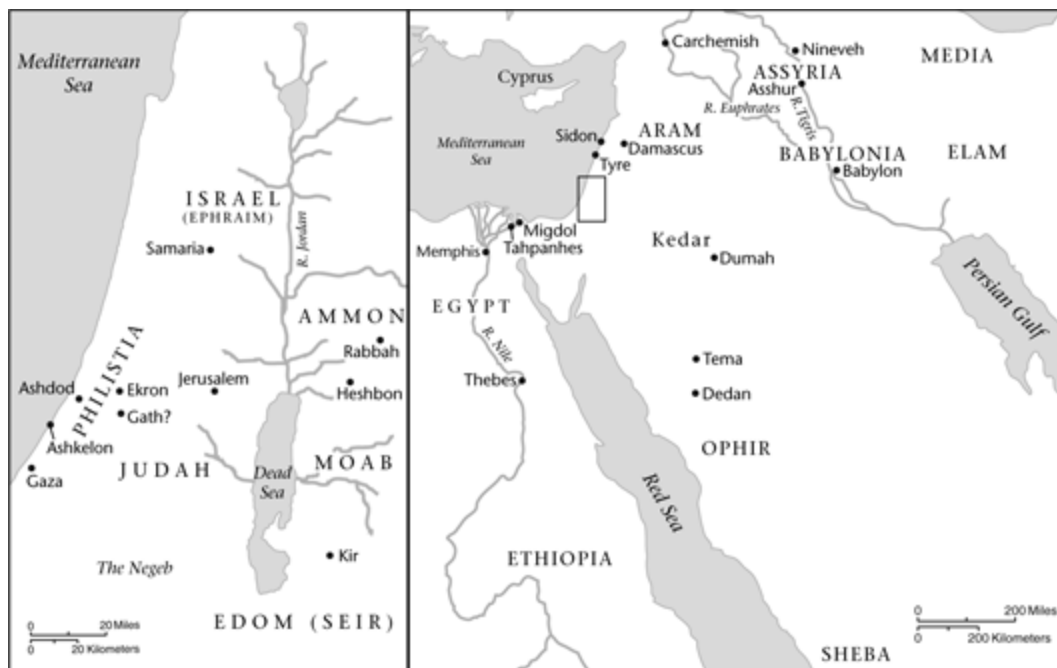 Mediterranean
Sea
ISRAEL
(EPHRAIM)
R. Jordan
Samaria
AMMON
Rabbah
PHILISTIA
Ashdod
Ekron
Jerusalem
Heshbon
Gath?
Ashkelon
Gaza
JUDAH
Dead
Sea
MOAB
Kir
The Negeb
EDOM (SEIR)
0 20 Miles
0 20 Kilometers
Carchemish
Nineveh
MEDIA
Cyprus
ASSYRIA
Asshur
R. Euphrates
R. Tigris
Mediterranean
Sea
Sidon
ARAM
Damascus
Tyre
BABYLONIA
ELAM
Babylon
Migdol
Tahpanhes
Memphis
Kedar
Dumah
Persian Gulf
EGYPT
R. Nile
Tema
Thebes
Dedan
OPHIR
Red Sea
ETHIOPIA
0 200 Miles
0 200 Kilometers
SHEBA